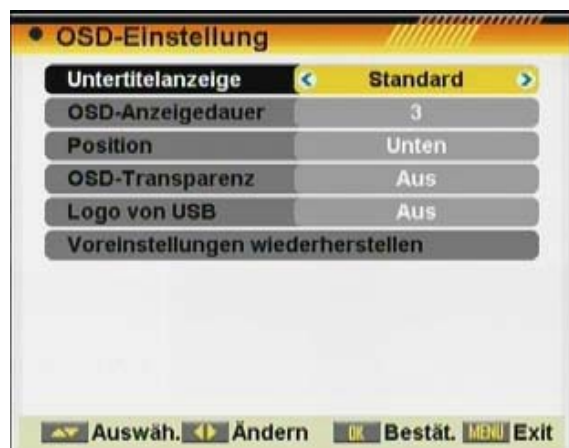 OSD-Einstellung
Untertitelanzeige Standard
OSD-Anzeigedauer 3
Position Unten
OSD-Transparenz Aus
Logo von USB Aus
Voreinstellungen wiederherstellen
Auswäh. Ändern OK Bestät. MENU Exit